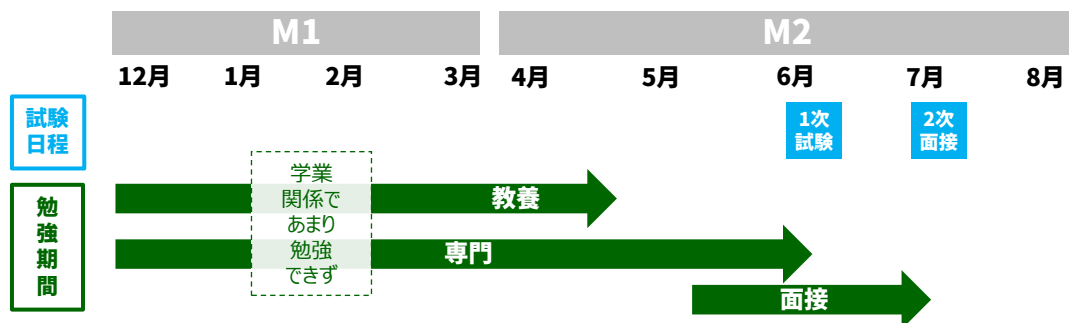 M1 M2
12月 1月 2月 3月 4月 5月 6月 7月 8月
試験
日程
1次
試験
2次
面接
勉
強
期
間
学業
関係で
あまり
勉強
できず
教養
専門
面接